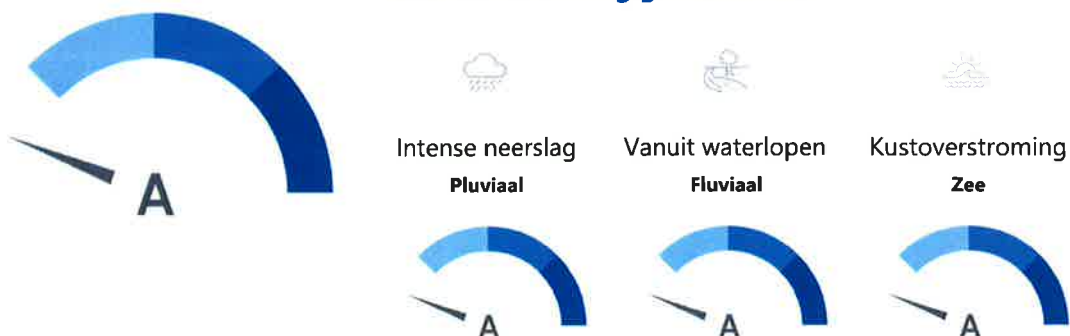 A
Intense neerslag
Pluviaal
A
Vanuit waterlopen
Fluviaal
A
Kustoverstroming
Zee
A